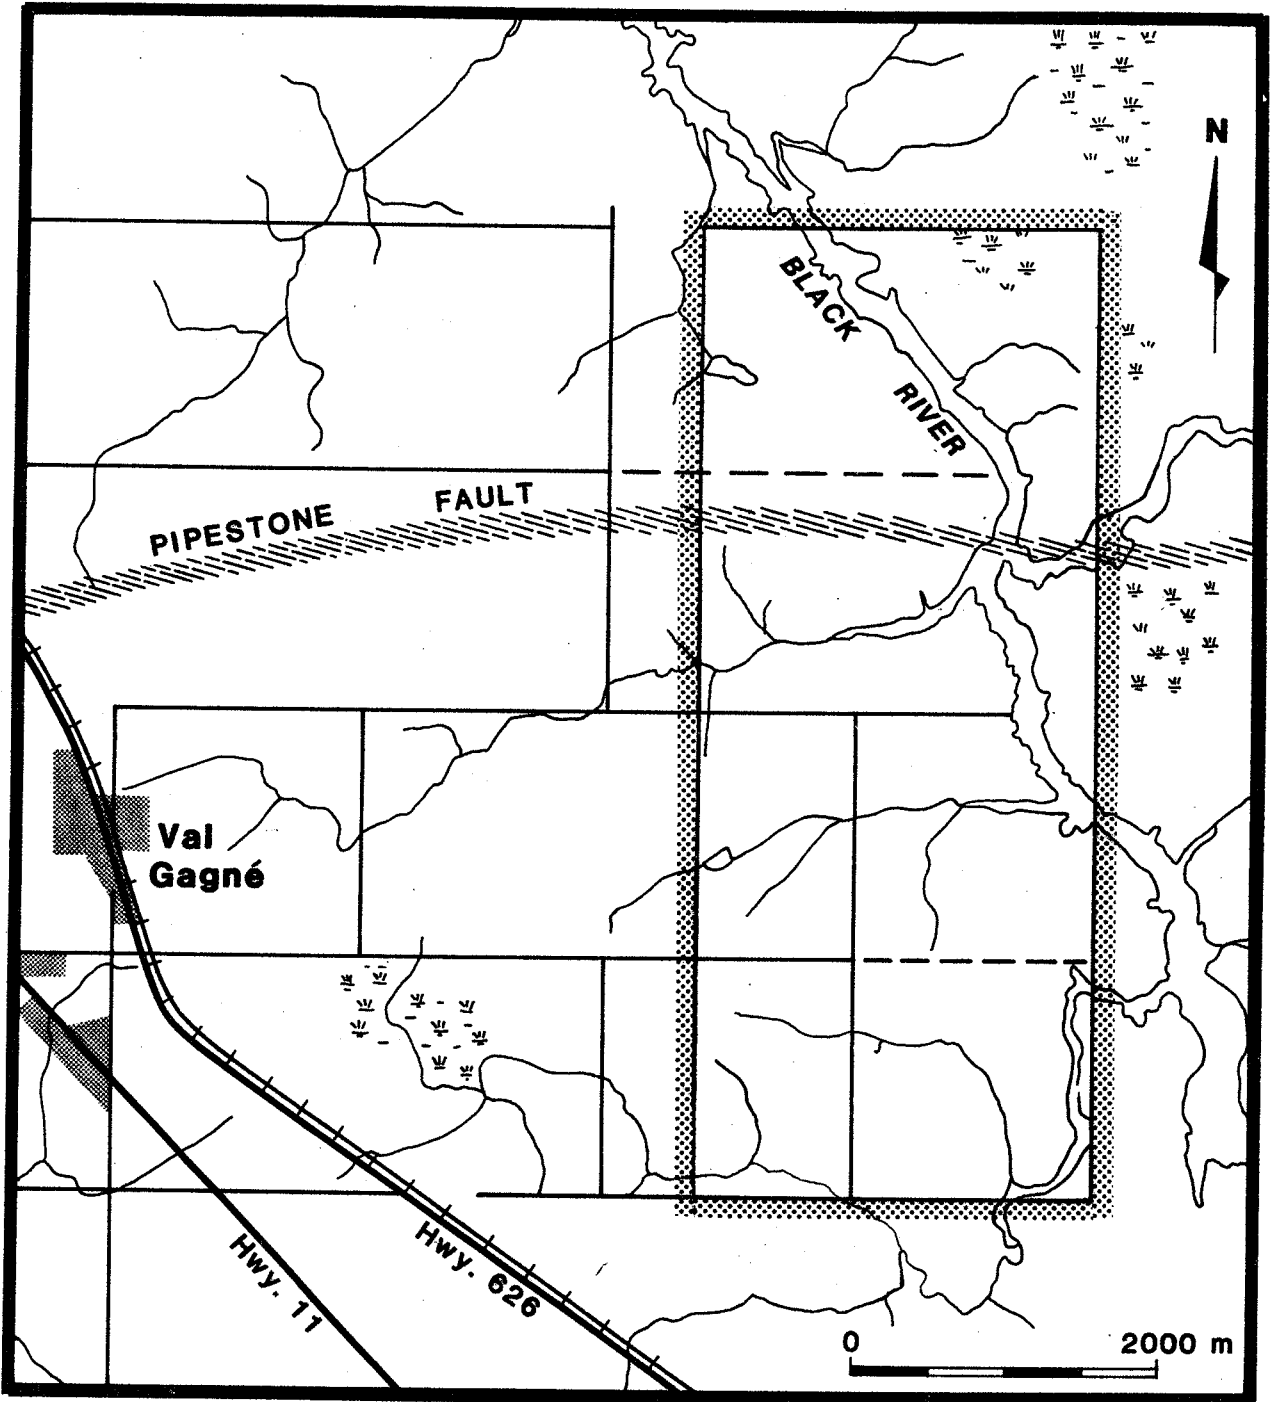 N
BLACK
RIVER
PIPESTONE FAULT
Val
Gagné
Hwy. 11
Hwy. 626
0 2000 m